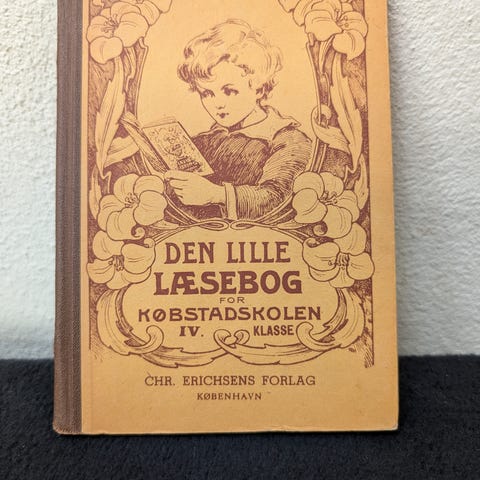 DEN LILLE
LÆSEBOG
FOR
KØBSTADSKOLEN
IV. KLASSE
CHR. ERICHSENS FORLAG
KØBENHAVN